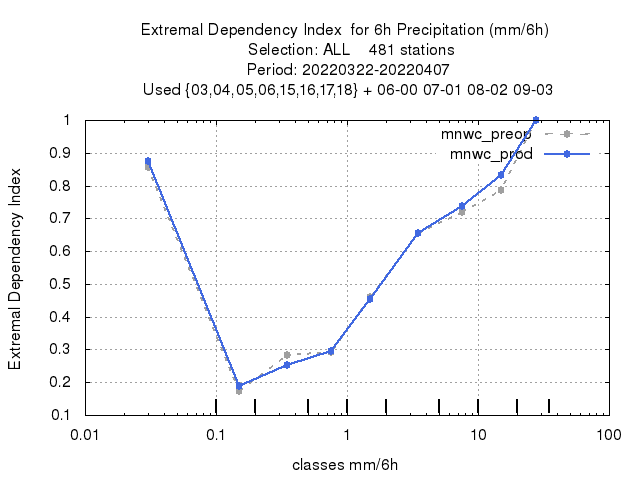 Extremal Dependency Index  for 6h Precipitation (mm/6h)
Selection: ALL    481 stations
Period: 20220322-20220407
Used {03,04,05,06,15,16,17,18} + 06-00 07-01 08-02 09-03
mnwc_preop
mnwc_prod
Extremal Dependency Index
1
0.9
0.8
0.7
0.6
0.5
0.4
0.3
0.2
0.1
0.01 0.1 1 10 100
classes mm/6h